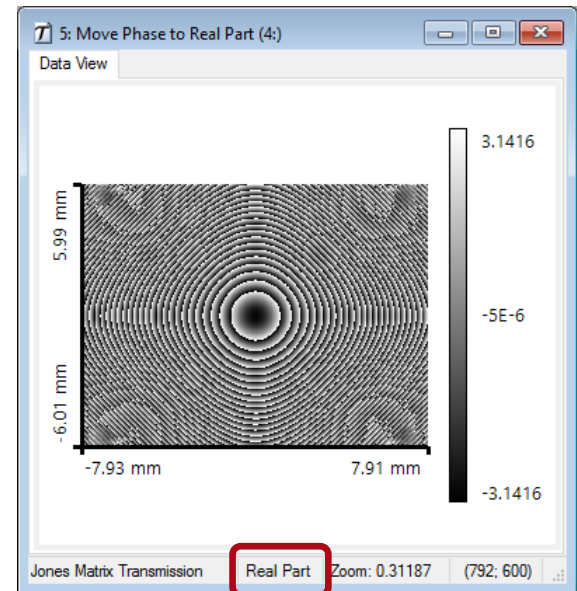 5: Move Phase to Real Part (4:)
Data View
3.1416
5.99 mm
-5E-6
-6.01 mm
-7.93 mm
7.91 mm
-3.1416
Jones Matrix Transmission Real Part Zoom: 0.31187 (792; 600)